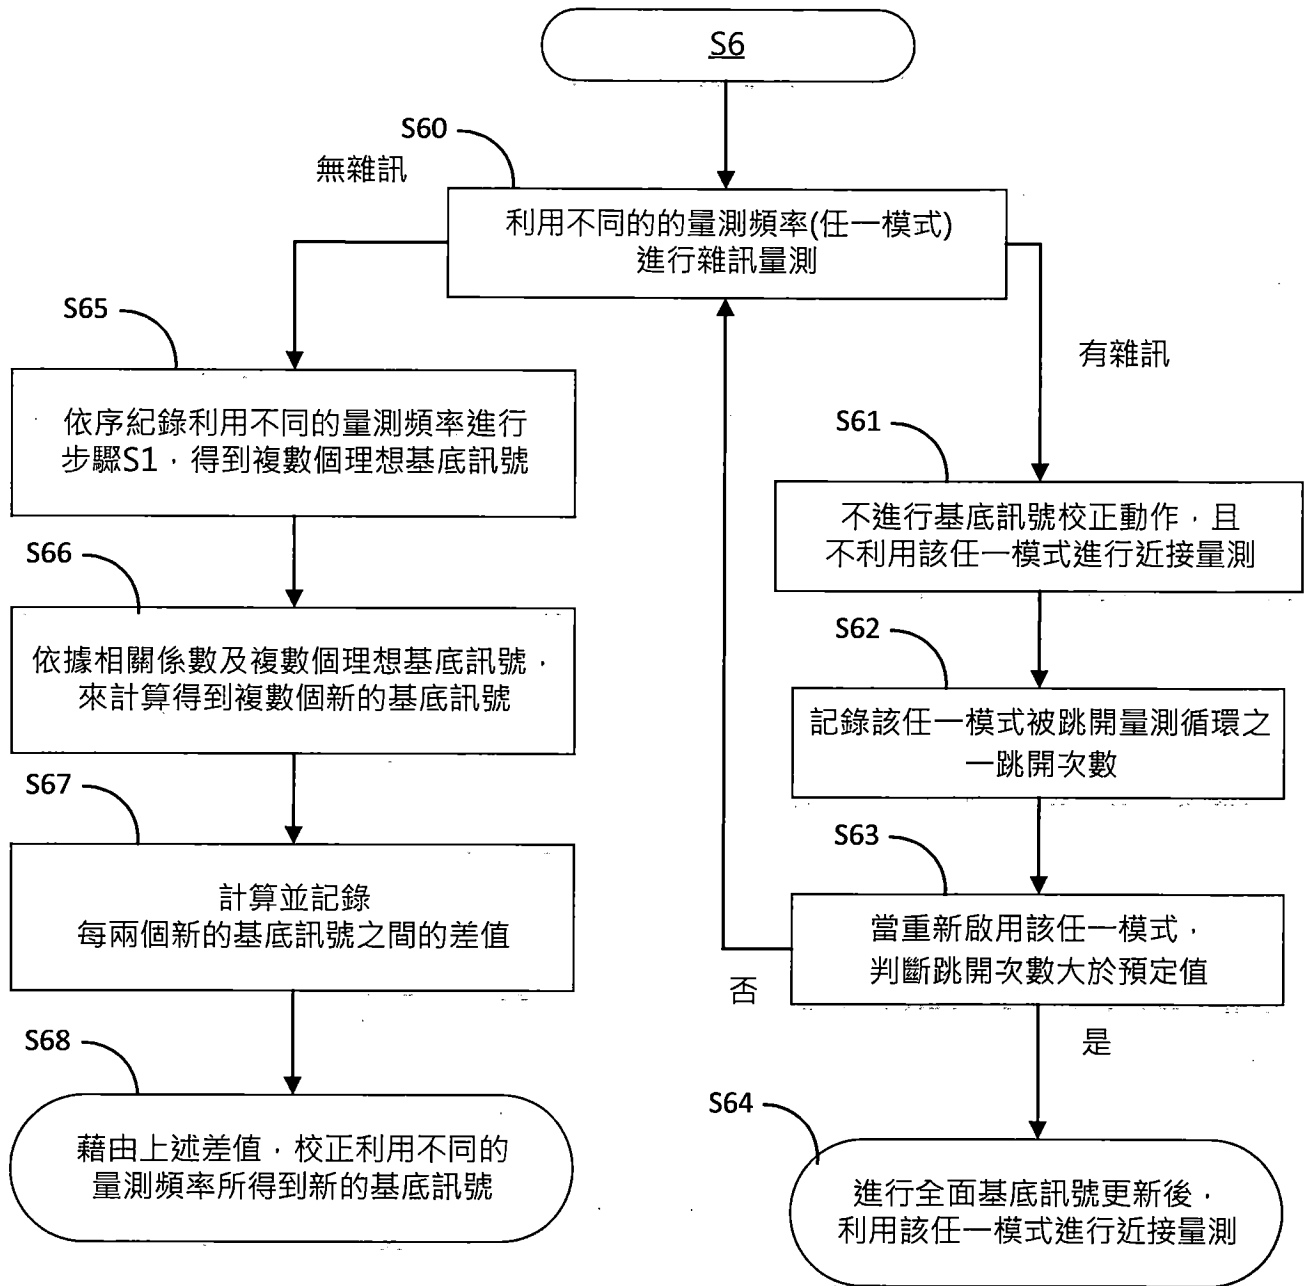 S6
S60
無雜訊
利用不同的的量測頻率(任一模式)
進行雜訊量測
S65
依序紀錄利用不同的量測頻率進行
步驟S1，得到複數個理想基底訊號
S66
依據相關係數及複數個理想基底訊號，
來計算得到複數個新的基底訊號
S67
計算並記錄
每兩個新的基底訊號之間的差值
S68
藉由上述差值，校正利用不同的
量測頻率所得到新的基底訊號
有雜訊
S61
不進行基底訊號校正動作，且
不利用該任一模式進行近接量測
S62
記錄該任一模式被跳開量測循環之
一跳開次數
S63
當重新啟用該任一模式，
判斷跳開次數大於預定值
否
是
S64
進行全面基底訊號更新後，
利用該任一模式進行近接量測